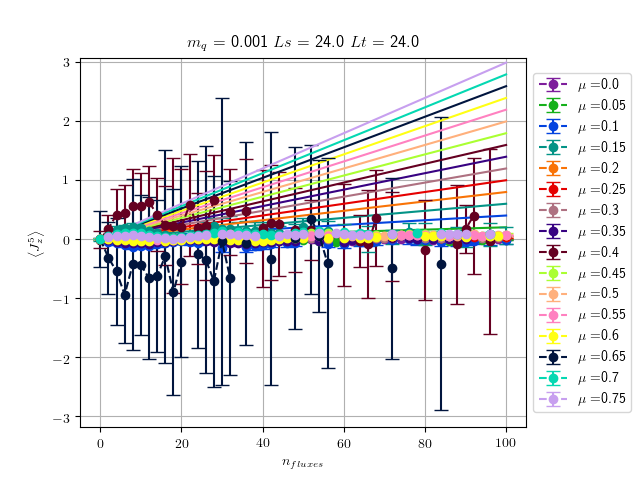 m_q = 0.001 Ls = 24.0 Lt = 24.0
3
2
1
0
−1
−2
−3
⟨J_z^5⟩
0 20 40 60 80 100
n_{fluxes}
μ =0.0
μ =0.05
μ =0.1
μ =0.15
μ =0.2
μ =0.25
μ =0.3
μ =0.35
μ =0.4
μ =0.45
μ =0.5
μ =0.55
μ =0.6
μ =0.65
μ =0.7
μ =0.75